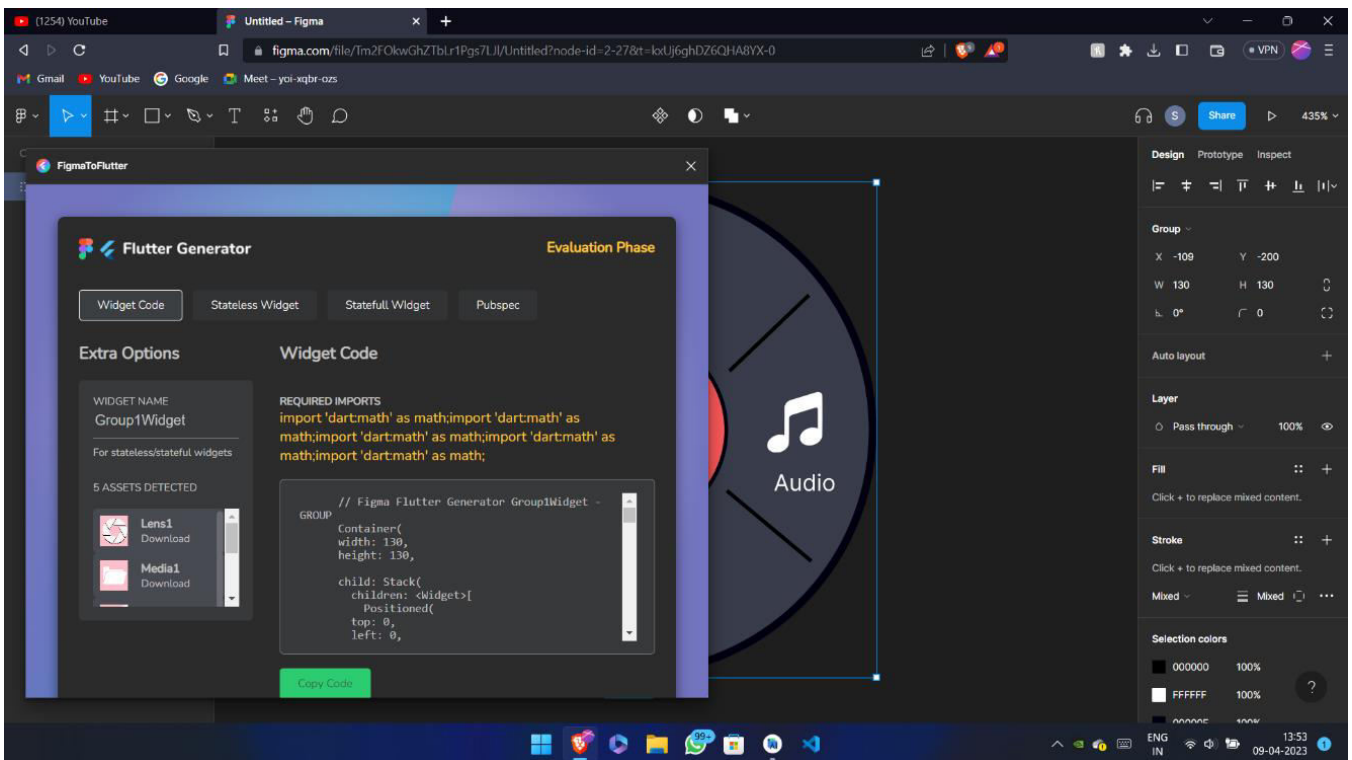 (1254) YouTube
Untitled – Figma
figma.com/file/Tm2FOkwGhZTbLr1Pgs7LJl/Untitled?node-id=2-27&t=kxUj6ghDZ6QHA8YX-0
VPN
Gmail
YouTube
Google
Meet – yoi-xqbr-ozs
S
Share
435%
FigmaToFlutter
Flutter Generator
Evaluation Phase
Widget Code
Stateless Widget
Statefull WIdget
Pubspec
Extra Options
WIDGET NAME
Group1Widget
For stateless/stateful widgets
5 ASSETS DETECTED
Lens1
Download
Media1
Download
Widget Code
REQUIRED IMPORTS
import 'dart:math' as math;import 'dart:math' as
math;import 'dart:math' as math;import 'dart:math' as
math;import 'dart:math' as math;
// Figma Flutter Generator Group1Widget -
GROUP
Container(
width: 130,
height: 130,
child: Stack(
children: <Widget>[
Positioned(
top: 0,
left: 0,
Copy Code
Audio
Design Prototype Inspect
Group
X -109 Y -200
W 130 H 130
0° 0
Auto layout
Layer
Pass through 100%
Fill
Click + to replace mixed content.
Stroke
Click + to replace mixed content.
Mixed Mixed
Selection colors
000000 100%
FFFFFF 100%
?
99+
ENG
IN
13:53
09-04-2023
1